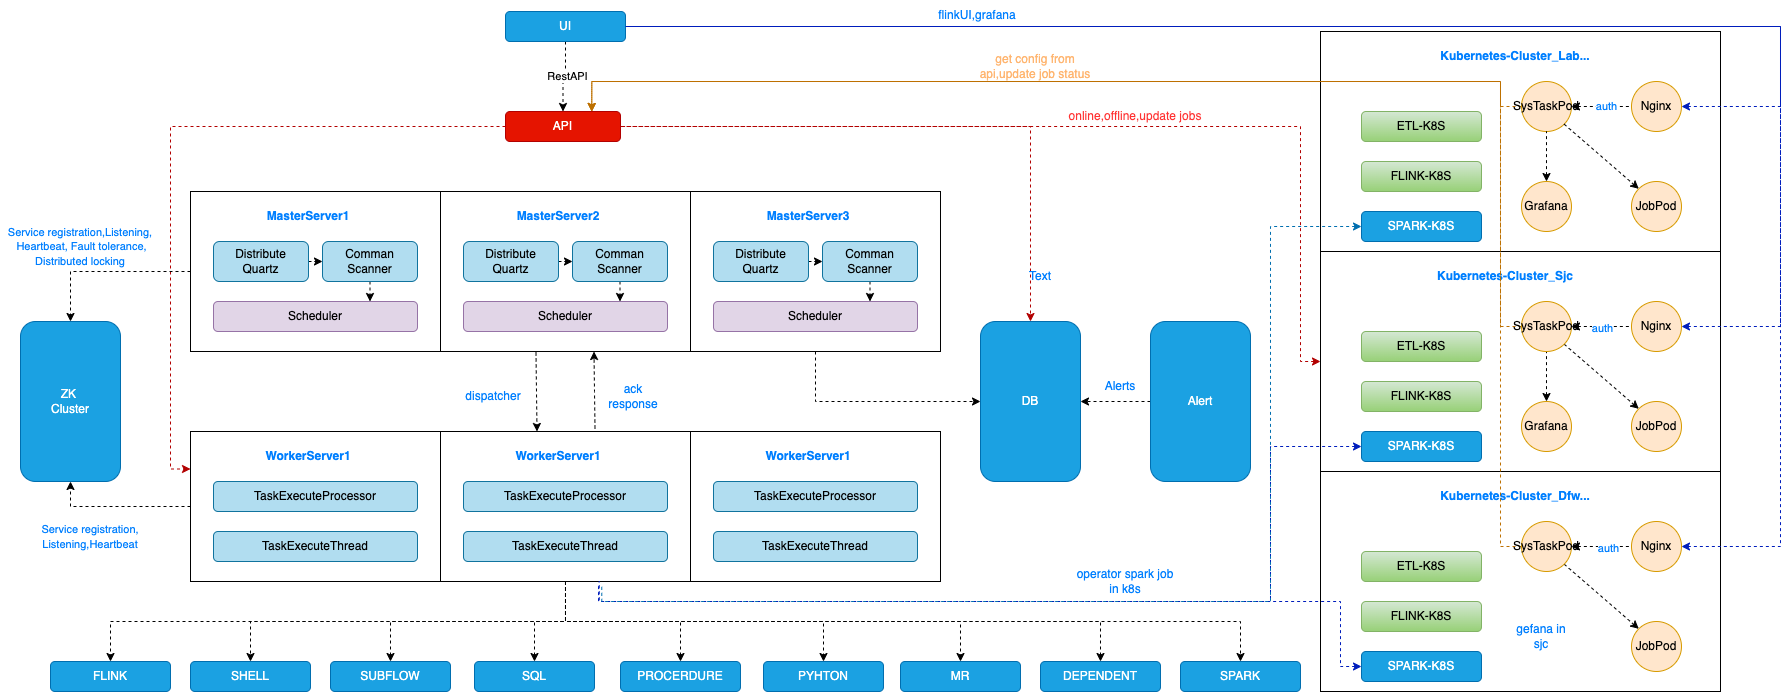 UI
flinkUI,grafana
RestAPI
get config from
api,update job status
API
online,offline,update jobs
MasterServer1
Distribute
Quartz
Comman
Scanner
Scheduler
MasterServer2
Distribute
Quartz
Comman
Scanner
Scheduler
MasterServer3
Distribute
Quartz
Comman
Scanner
Scheduler
Service registration,Listening,
Heartbeat, Fault tolerance,
Distributed locking
ZK
Cluster
Service registration,
Listening,Heartbeat
dispatcher
ack
response
Text
DB
Alerts
Alert
WorkerServer1
TaskExecuteProcessor
TaskExecuteThread
WorkerServer1
TaskExecuteProcessor
TaskExecuteThread
WorkerServer1
TaskExecuteProcessor
TaskExecuteThread
operator spark job
in k8s
FLINK
SHELL
SUBFLOW
SQL
PROCERDURE
PYHTON
MR
DEPENDENT
SPARK
Kubernetes-Cluster_Lab...
ETL-K8S
FLINK-K8S
SPARK-K8S
SysTaskPod
auth
Nginx
Grafana
JobPod
Kubernetes-Cluster_Sjc
ETL-K8S
FLINK-K8S
SPARK-K8S
SysTaskPod
auth
Nginx
Grafana
JobPod
Kubernetes-Cluster_Dfw...
ETL-K8S
FLINK-K8S
SPARK-K8S
SysTaskPod
auth
Nginx
gefana in
sjc
JobPod